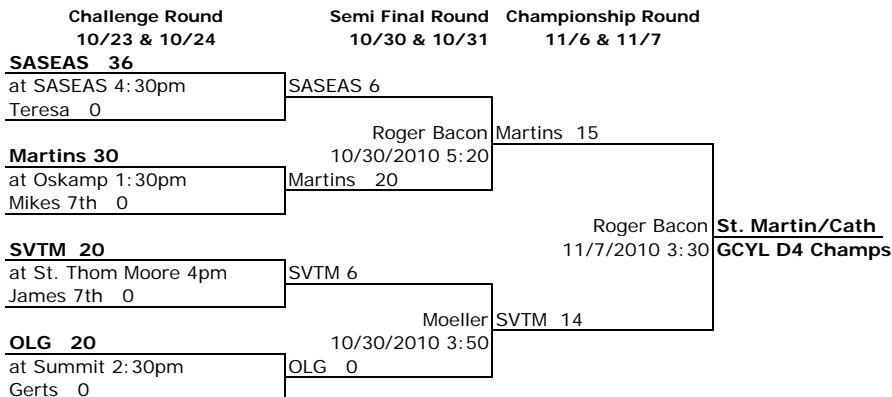 Challenge Round Semi Final Round Championship Round
10/23 & 10/24 10/30 & 10/31 11/6 & 11/7
SASEAS 36
at SASEAS 4:30pm SASEAS 6
Teresa 0
Roger Bacon Martins 15
Martins 30 10/30/2010 5:20
at Oskamp 1:30pm Martins 20
Mikes 7th 0
Roger Bacon St. Martin/Cath
SVTM 20 11/7/2010 3:30 GCYL D4 Champs
at St. Thom Moore 4pm SVTM 6
James 7th 0
Moeller SVTM 14
OLG 20 10/30/2010 3:50
at Summit 2:30pm OLG 0
Gerts 0